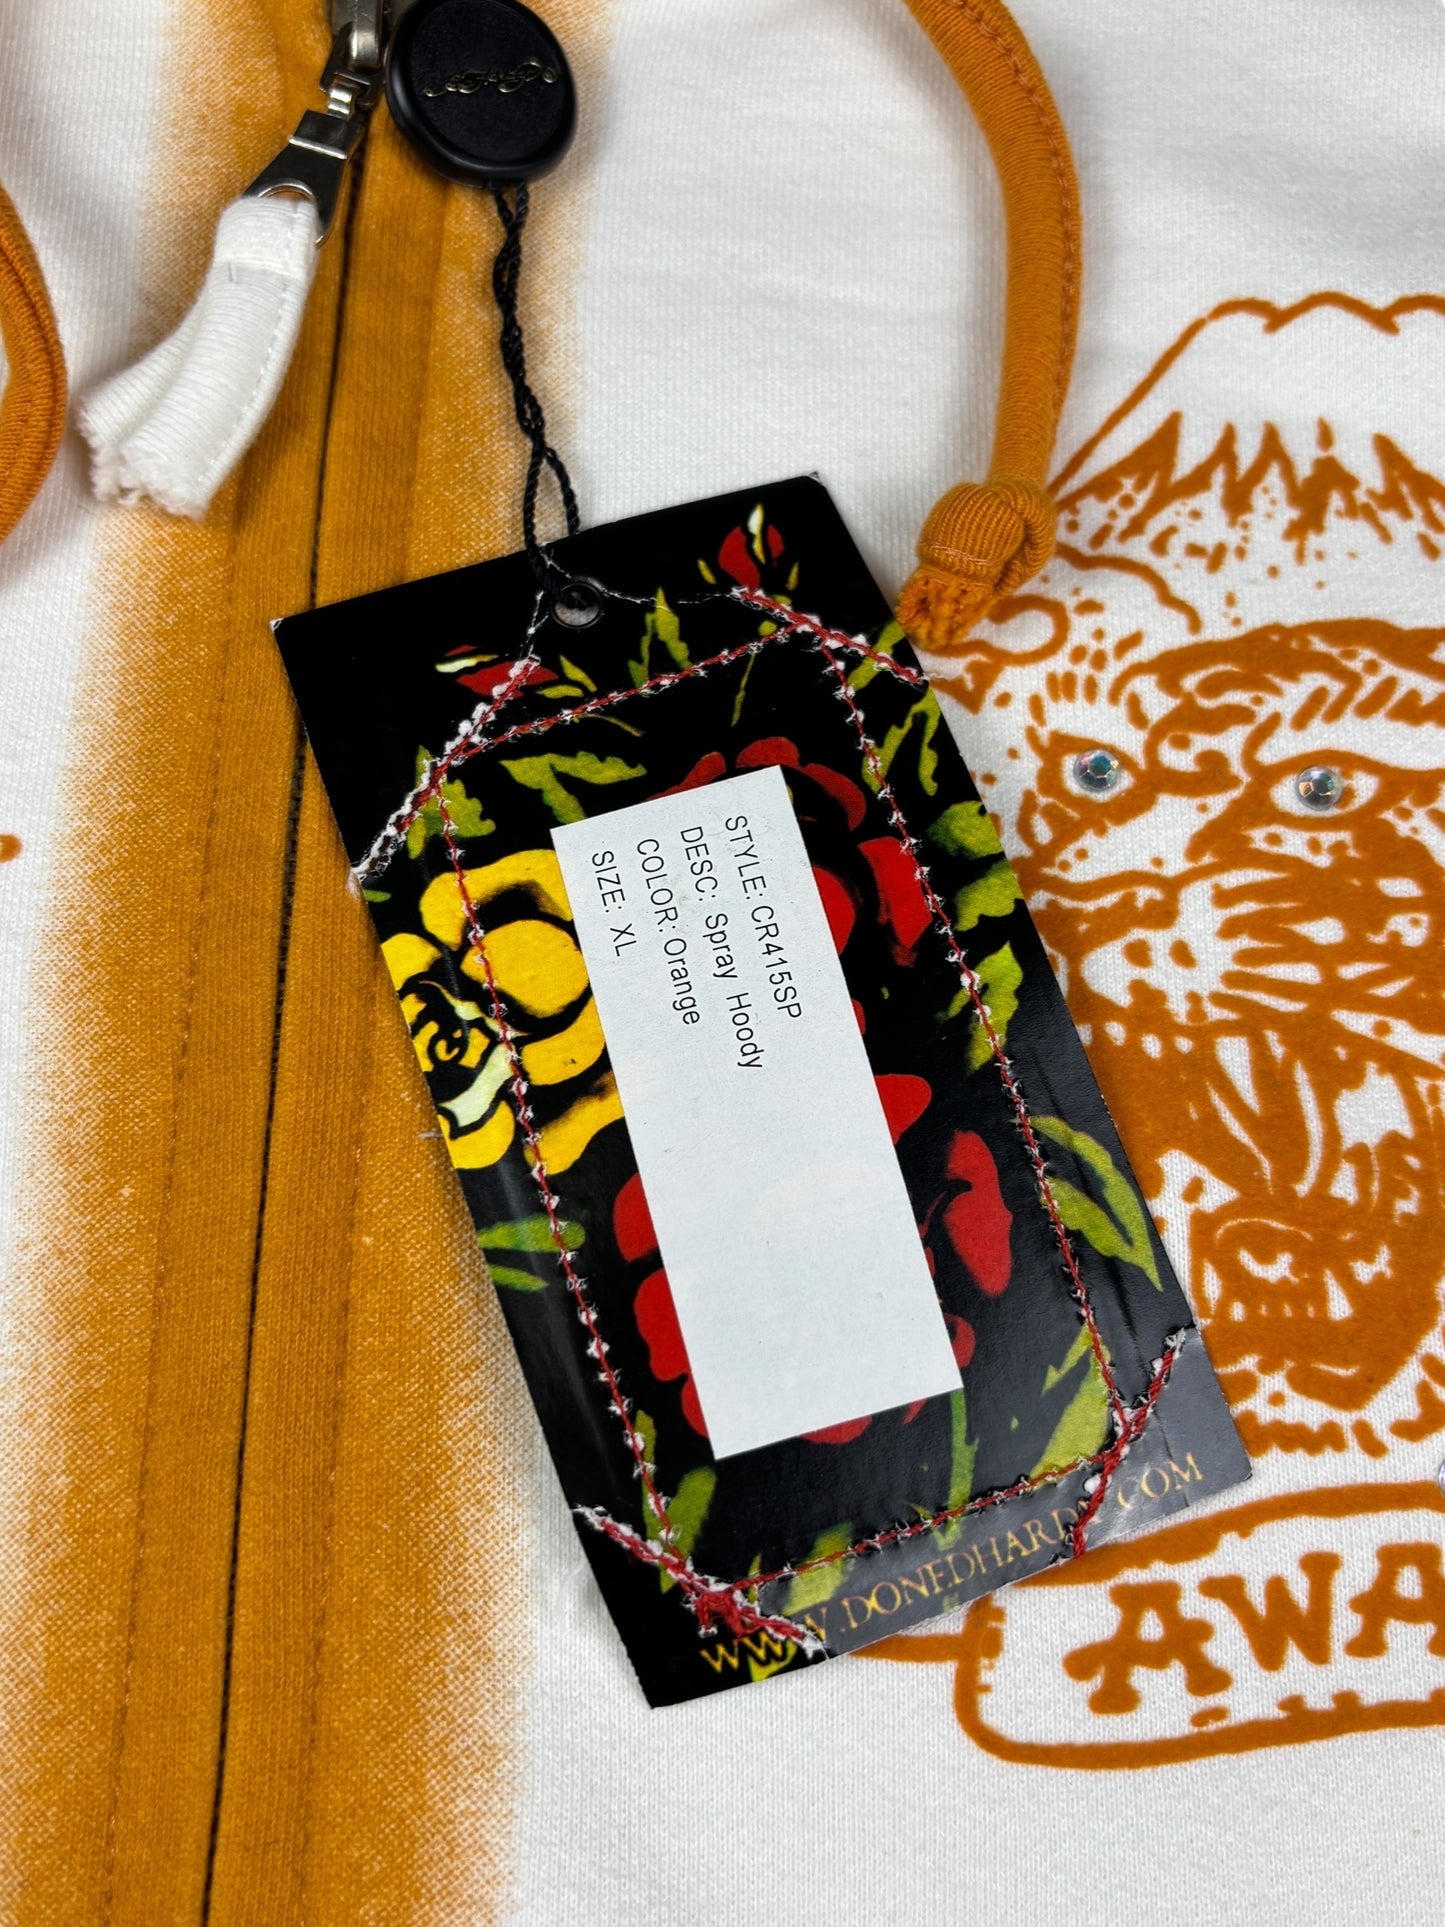 STYLE: CR415SP
DESC: Spray Hoody
COLOR: Orange
SIZE: XL
WWW.DONEDHARDY.COM
AWA